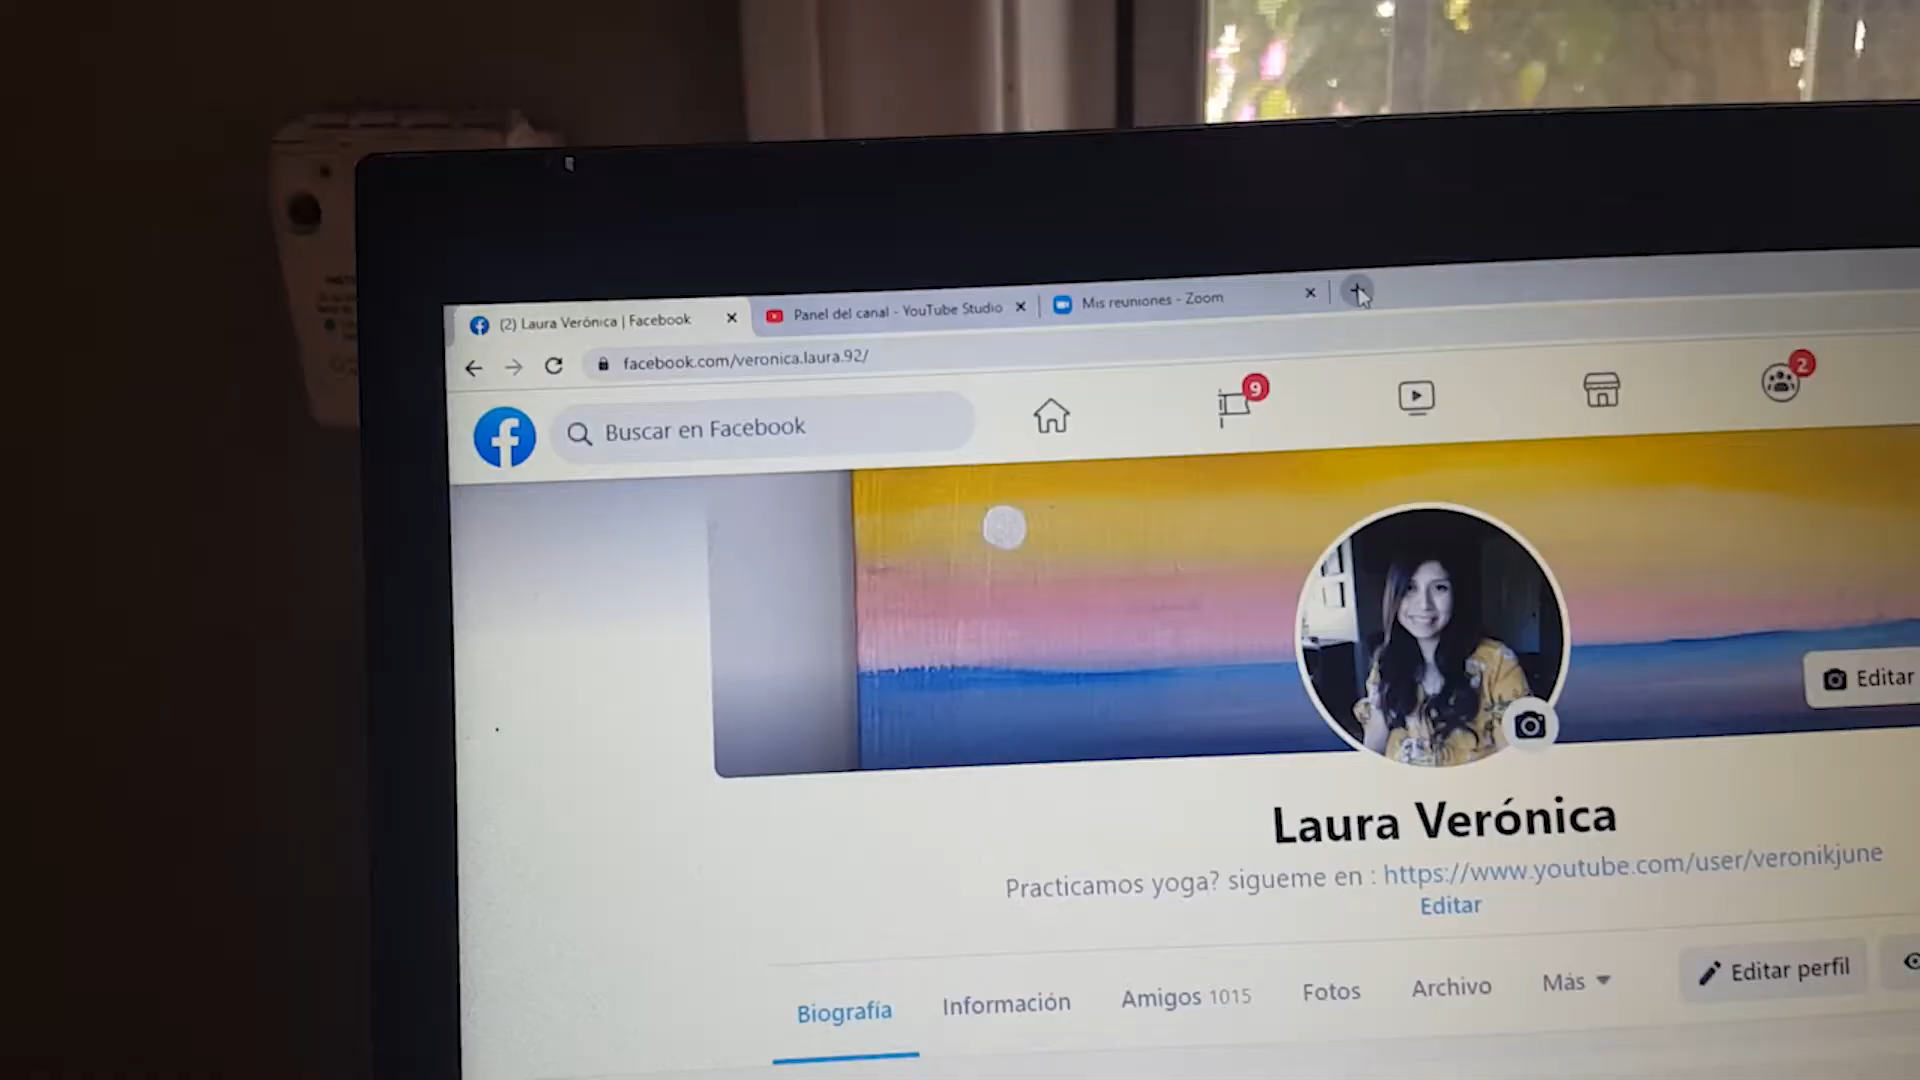 (2) Laura Verónica | Facebook
Panel del canal - YouTube Studio
Mis reuniones - Zoom
facebook.com/veronica.laura.92/
Buscar en Facebook
9
2
Editar
Laura Verónica
Practicamos yoga? sigueme en : https://www.youtube.com/user/veronikjune
Editar
Biografía
Información
Amigos 1015
Fotos
Archivo
Más
Editar perfil